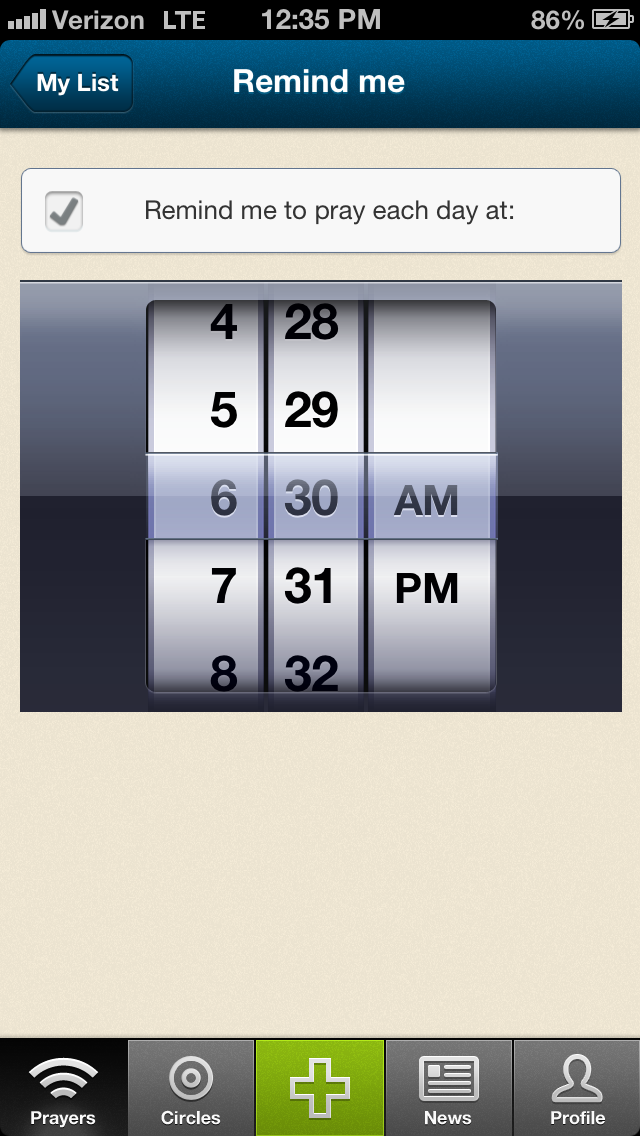 Verizon LTE 12:35 PM 86%
My List Remind me
Remind me to pray each day at:
4 28
5 29
6 30 AM
7 31 PM
8 32
Prayers Circles News Profile